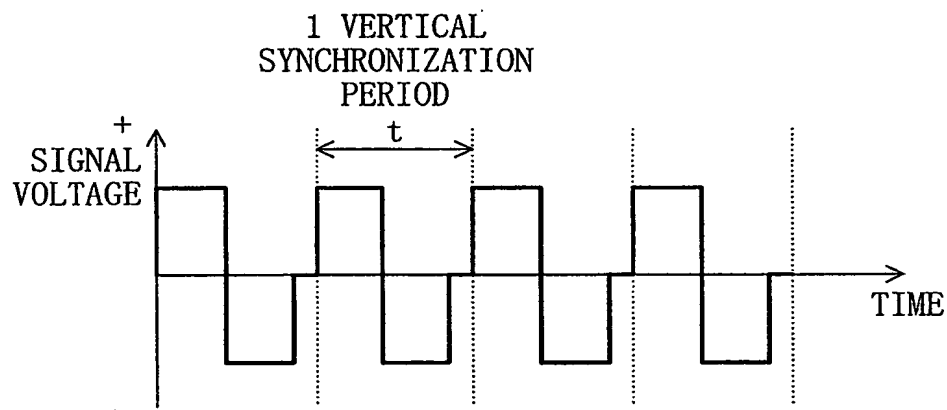 1 VERTICAL
SYNCHRONIZATION
PERIOD
t
+
SIGNAL
VOLTAGE
TIME